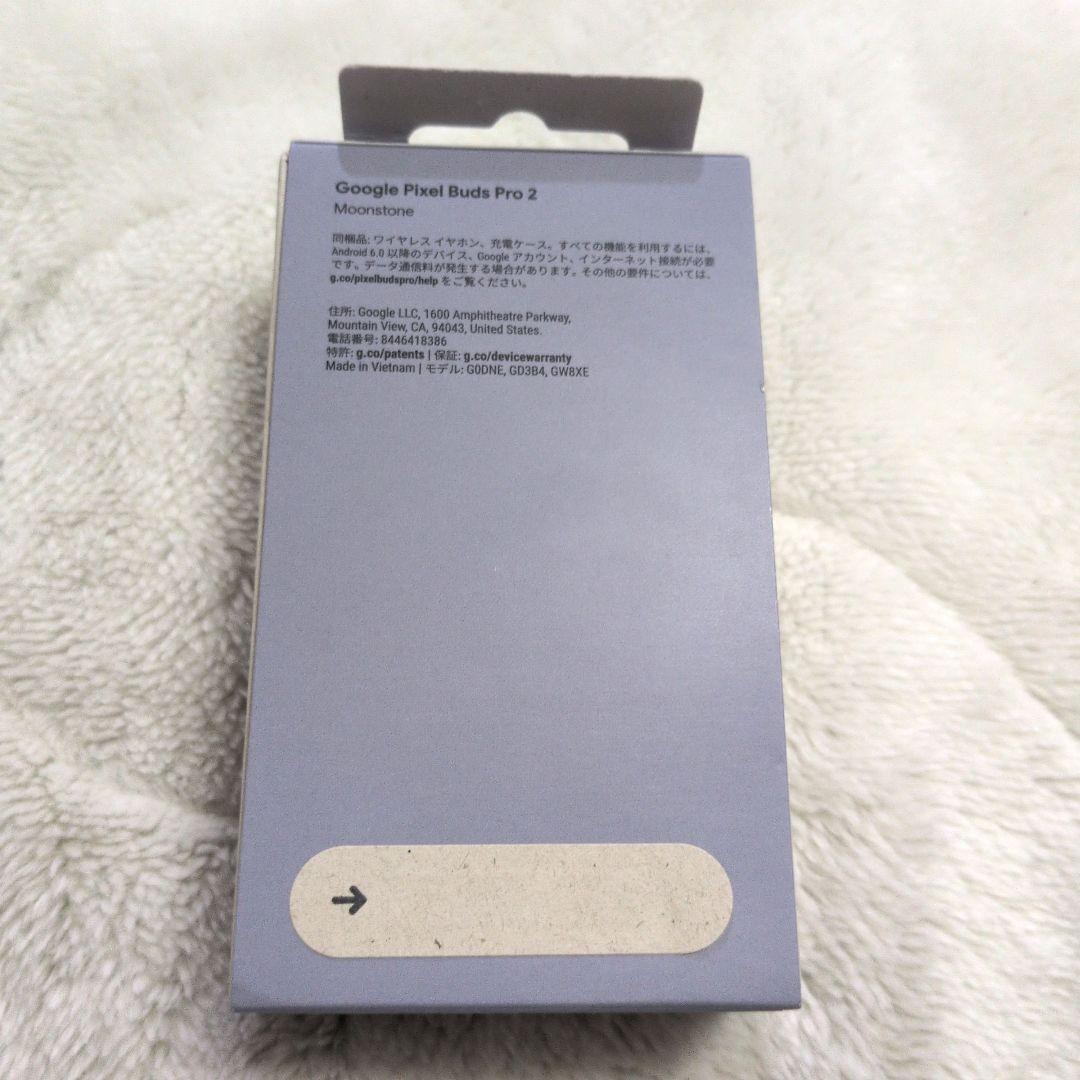 Google Pixel Buds Pro 2
Moonstone
同梱品: ワイヤレス イヤホン、充電ケース。すべての機能を利用するには、
Android 6.0 以降のデバイス、Google アカウント、インターネット接続が必要
です。データ通信料が発生する場合があります。その他の要件については、
g.co/pixelbudspro/help をご覧ください。
住所: Google LLC, 1600 Amphitheatre Parkway,
Mountain View, CA, 94043, United States.
電話番号: 8446418386
特許: g.co/patents | 保証: g.co/devicewarranty
Made in Vietnam | モデル: G0DNE, GD3B4, GW8XE